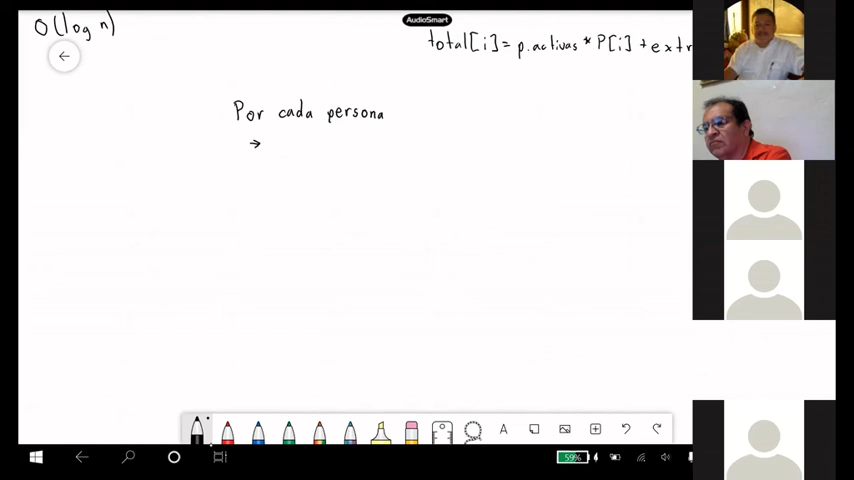 O(log n)
AudioSmart
total[i]= p.activas * P[i] + extr
Por cada persona
→
A
59%